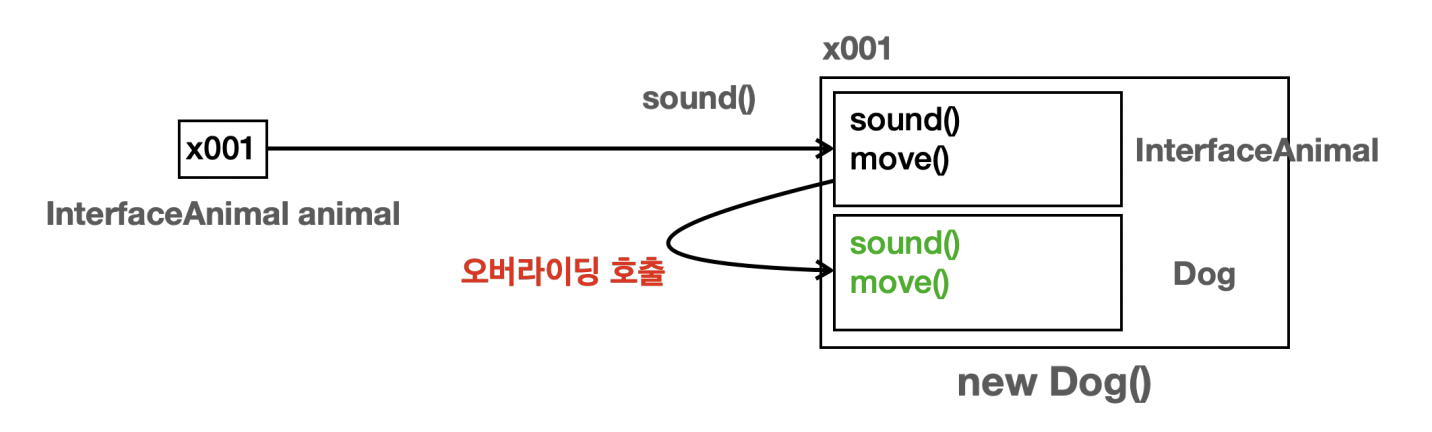 x001
sound()
x001
InterfaceAnimal animal
sound()
move()
InterfaceAnimal
오버라이딩 호출
sound()
move()
Dog
new Dog()